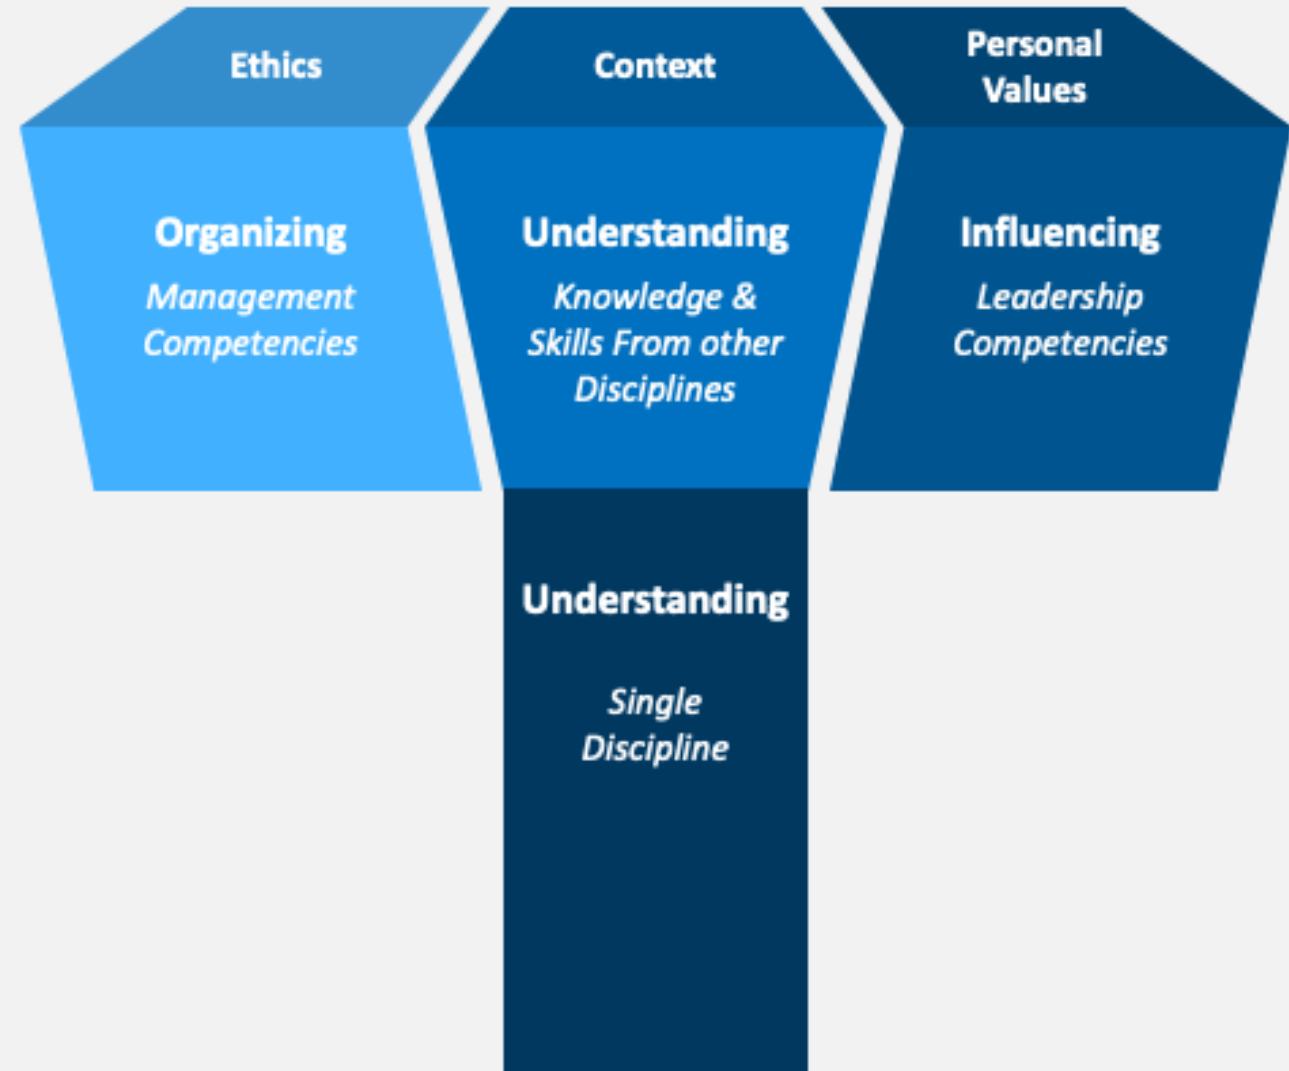 Ethics
Context
Personal
Values
Organizing
Management
Competencies
Understanding
Knowledge &
Skills From other
Disciplines
Influencing
Leadership
Competencies
Understanding
Single
Discipline